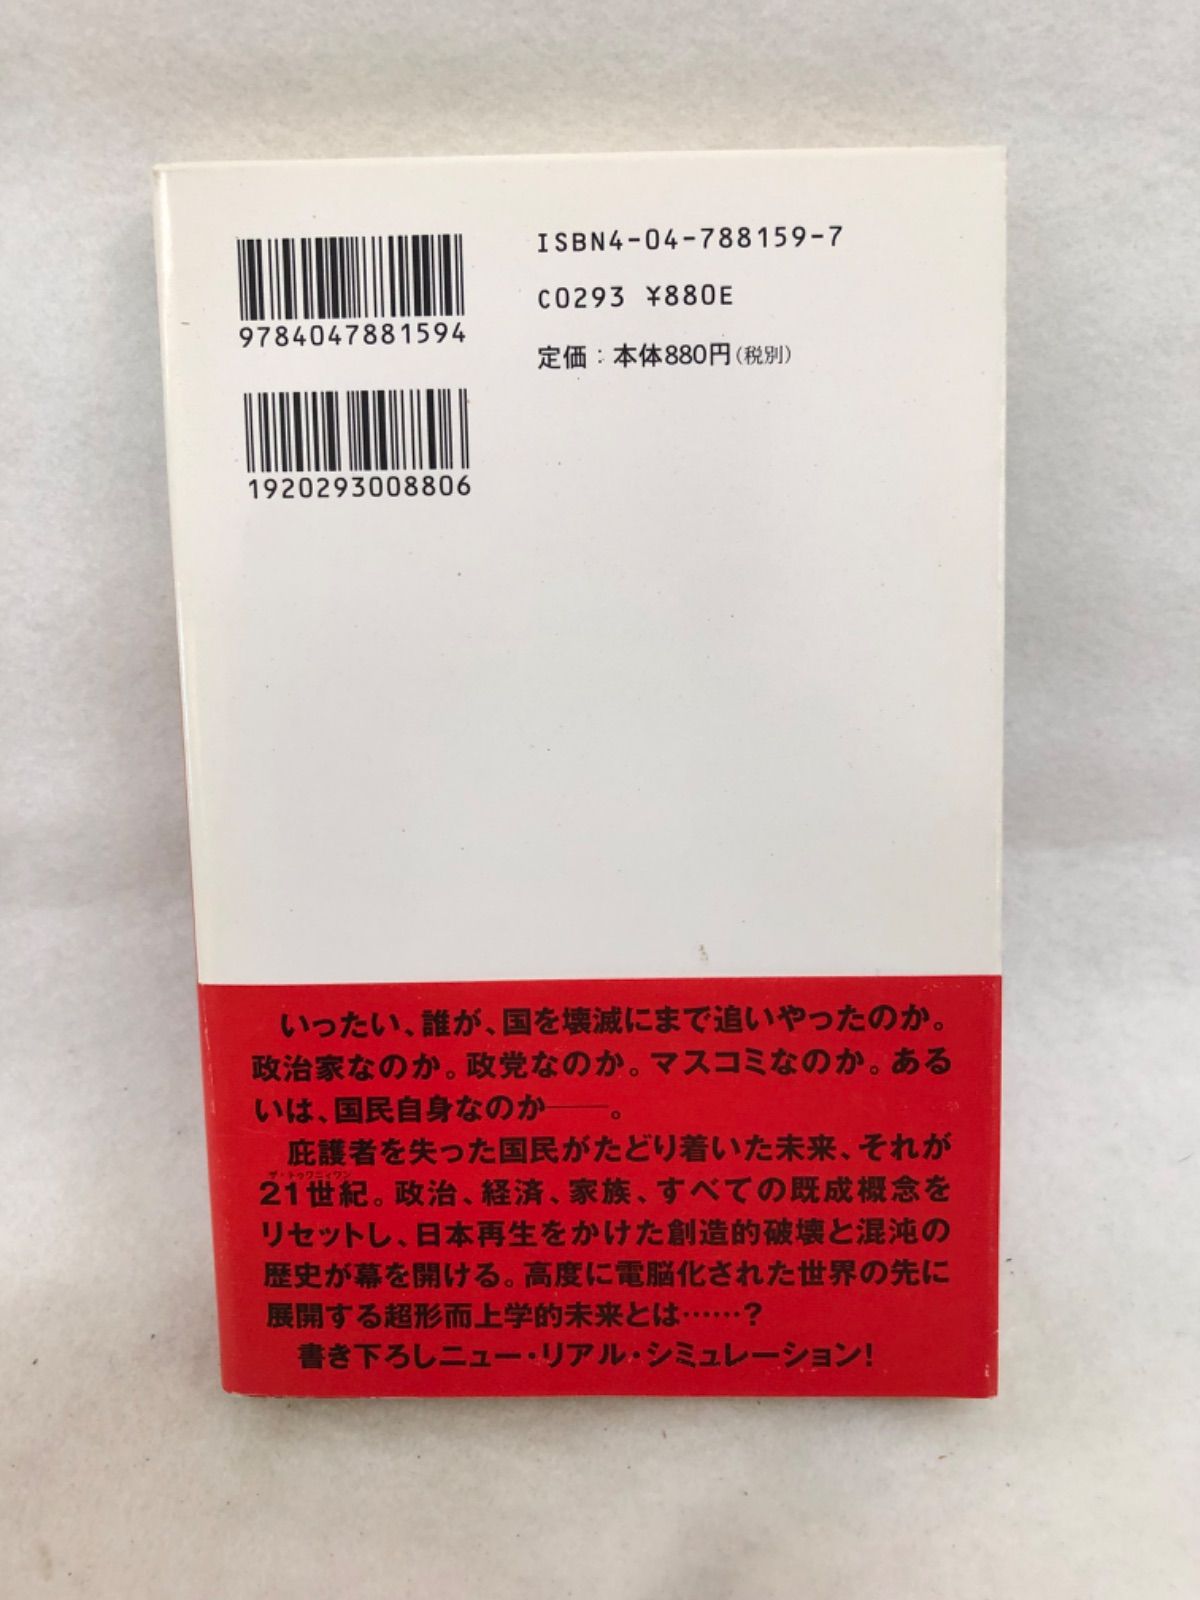 ISBN4-04-788159-7
C0293 ¥880E
定価：本体880円（税別）
9784047881594
1920293008806
いったい、誰が、国を壊滅にまで追いやったのか。
政治家なのか。政党なのか。マスコミなのか。ある
いは、国民自身なのか――。
庇護者を失った国民がたどり着いた未来、それが
ザ・トゥワニィワン
21世紀。政治、経済、家族、すべての既成概念を
リセットし、日本再生をかけた創造的破壊と混沌の
歴史が幕を開ける。高度に電脳化された世界の先に
展開する超形而上学的未来とは……？
書き下ろしニュー・リアル・シミュレーション！